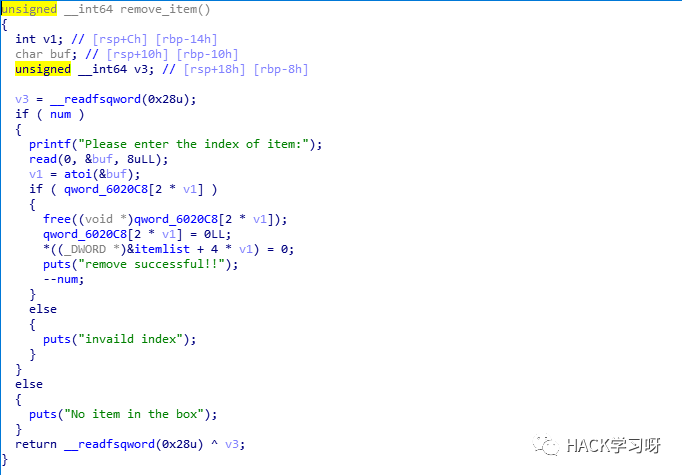 unsigned __int64 remove_item()
{
  int v1; // [rsp+Ch] [rbp-14h]
  char buf; // [rsp+10h] [rbp-10h]
  unsigned __int64 v3; // [rsp+18h] [rbp-8h]

  v3 = __readfsqword(0x28u);
  if ( num )
  {
    printf("Please enter the index of item:");
    read(0, &buf, 8uLL);
    v1 = atoi(&buf);
    if ( qword_6020C8[2 * v1] )
    {
      free((void *)qword_6020C8[2 * v1]);
      qword_6020C8[2 * v1] = 0LL;
      *((_DWORD *)&itemlist + 4 * v1) = 0;
      puts("remove successful!!");
      --num;
    }
    else
    {
      puts("invaild index");
    }
  }
  else
  {
    puts("No item in the box");
  }
  return __readfsqword(0x28u) ^ v3;
}
HACK学习呀